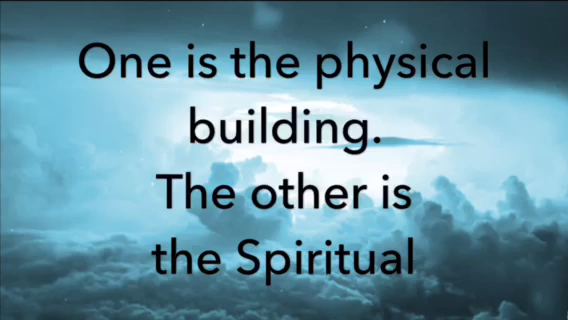 One is the physical
building.
The other is
the Spiritual